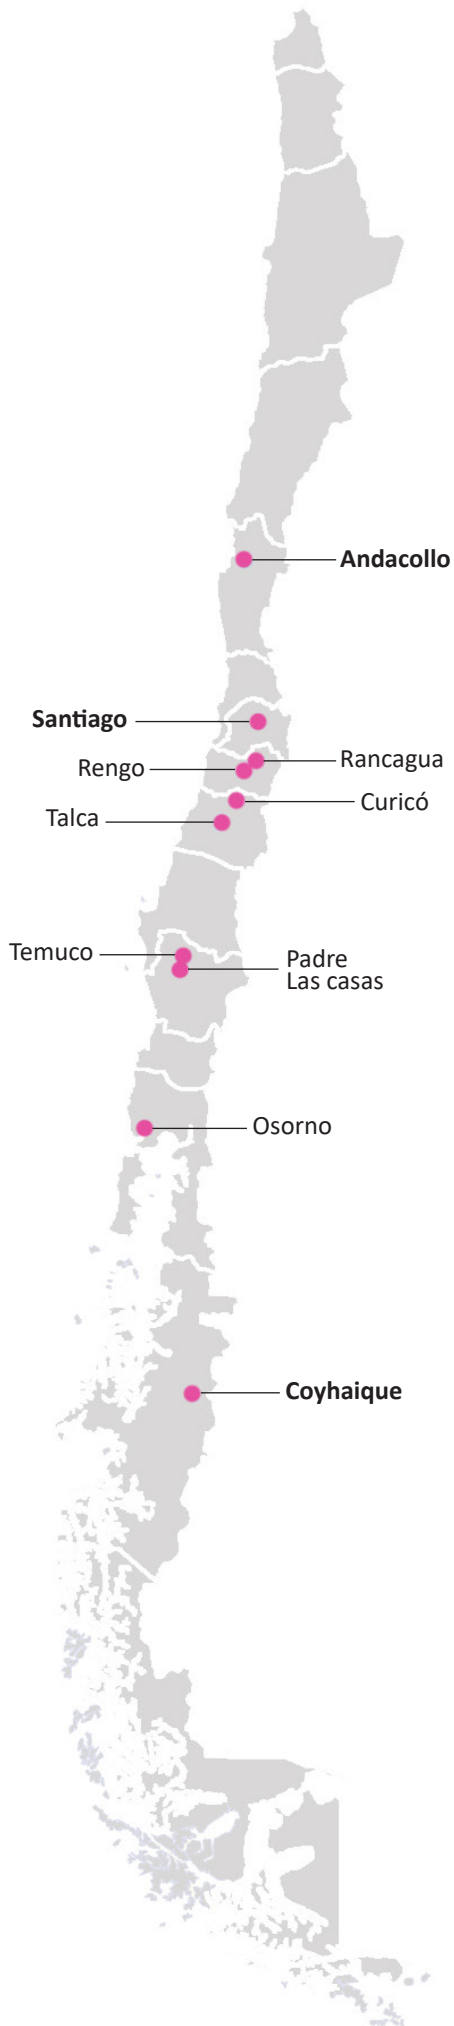 Andacollo
Santiago
Rancagua
Rengo
Curicó
Talca
Temuco
Padre
Las casas
Osorno
Coyhaique